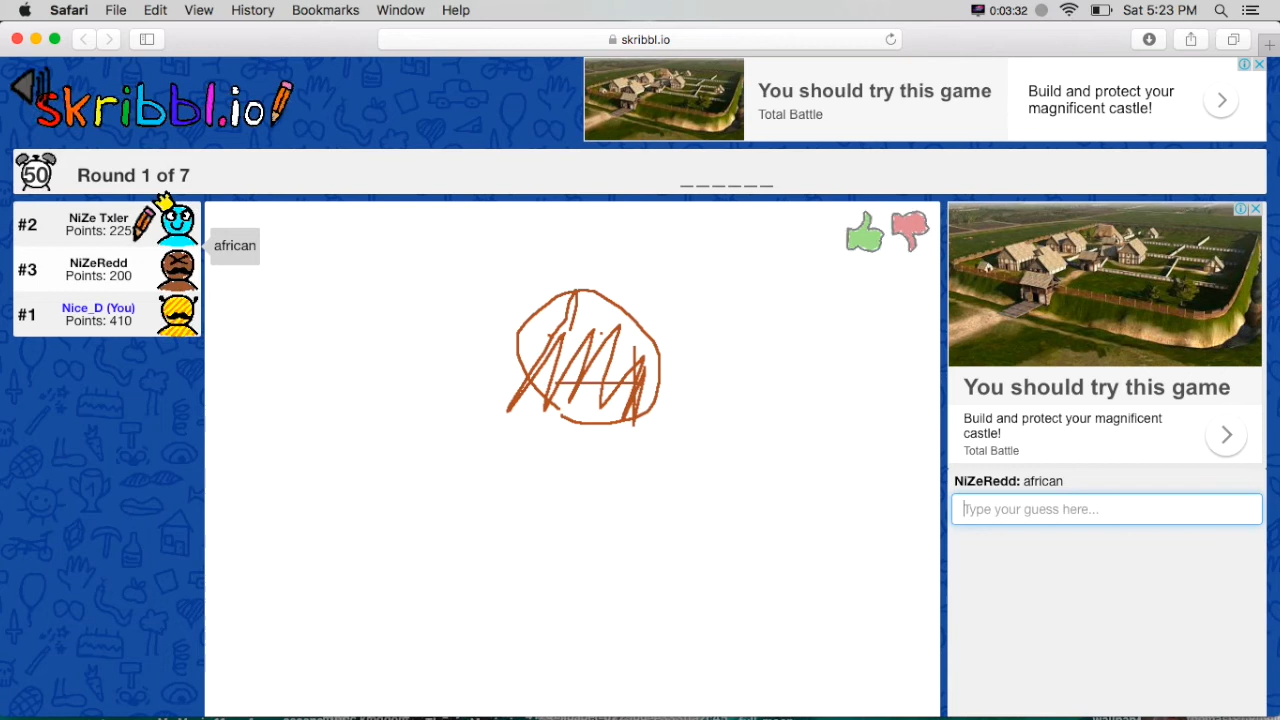 Safari File Edit View History Bookmarks Window Help 0:03:32 Sat 5:23 PM
skribbl.io
skribbl.io
You should try this game
Total Battle
Build and protect your
magnificent castle!
50 Round 1 of 7 ______
#2 NiZe Txler
Points: 225
african
#3 NiZeRedd
Points: 200
#1 Nice_D (You)
Points: 410
You should try this game
Build and protect your magnificent
castle!
Total Battle
NiZeRedd: african
Type your guess here...